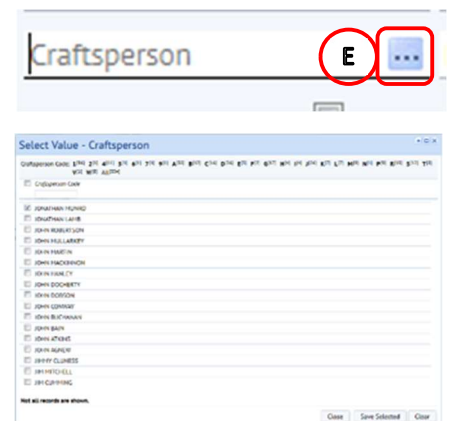 Craftsperson E ...
Select Value - Craftsperson
Craftsperson Code:
Craftsperson Code
JONATHAN MUNRO
JONATHAN LAMB
JOHN ROBERTSON
JOHN MULLARKEY
JOHN MARTIN
JOHN MACKINNON
JOHN HANLEY
JOHN DOCHERTY
JOHN DOBSON
JOHN CONWAY
JOHN BUCHANAN
JOHN BAIN
JOHN ATKINS
JOHN AGNEW
JIMMY CLUNESS
JIM MITCHELL
JIM CUMMING
Not all records are shown.
Close Save Selected Clear